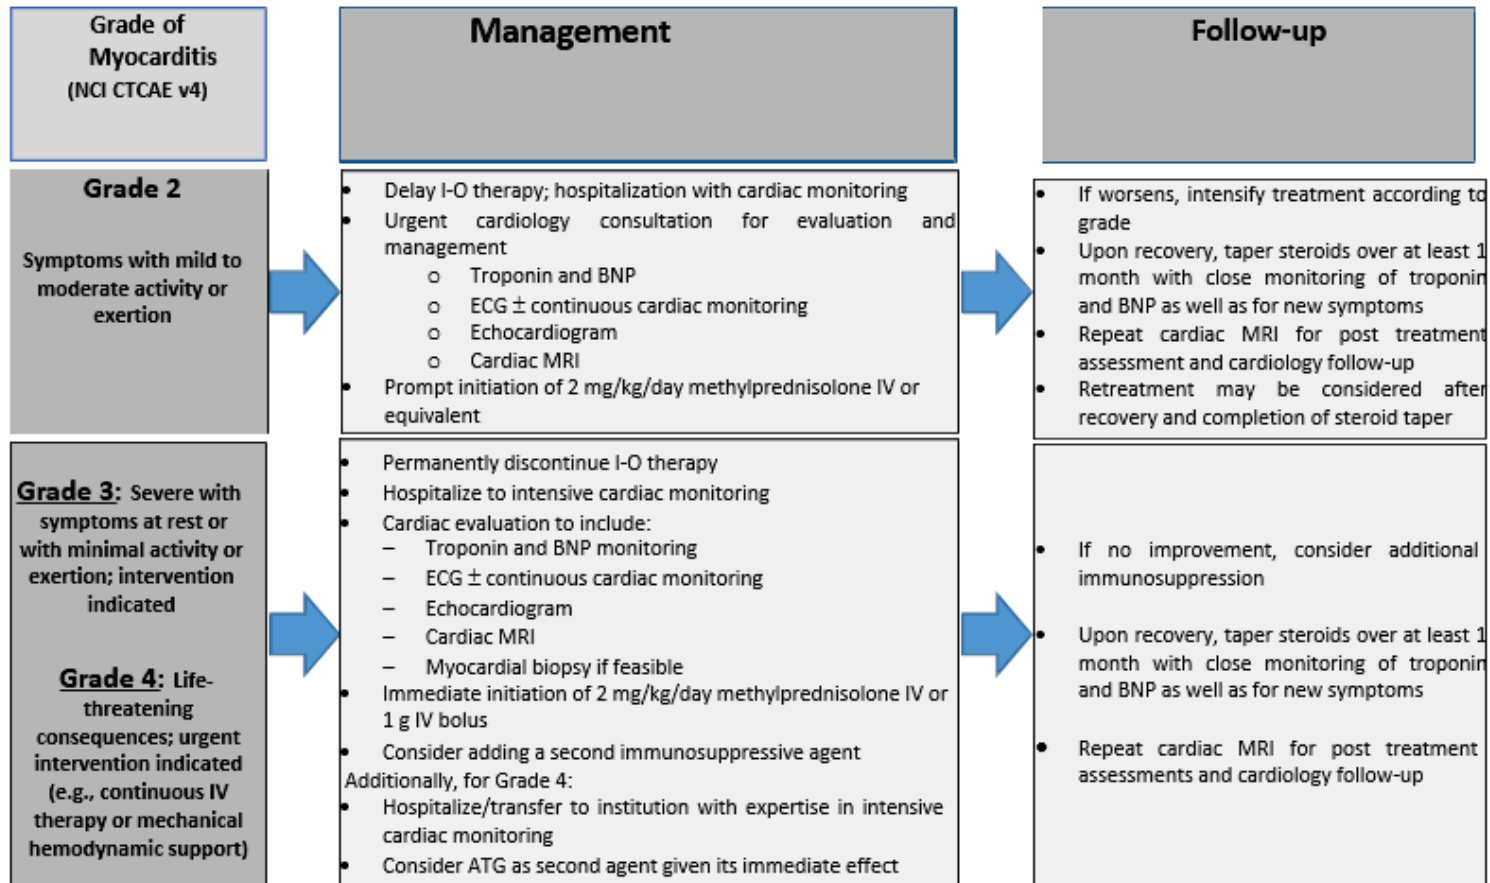 Grade of
Myocarditis
(NCI CTCAE v4)
Management
Follow-up
Grade 2
Symptoms with mild to
moderate activity or
exertion
• Delay I-O therapy; hospitalization with cardiac monitoring
• Urgent cardiology consultation for evaluation and
management
o Troponin and BNP
o ECG ± continuous cardiac monitoring
o Echocardiogram
o Cardiac MRI
• Prompt initiation of 2 mg/kg/day methylprednisolone IV or
equivalent
• If worsens, intensify treatment according to
grade
• Upon recovery, taper steroids over at least 1
month with close monitoring of troponin
and BNP as well as for new symptoms
• Repeat cardiac MRI for post treatment
assessment and cardiology follow-up
• Retreatment may be considered after
recovery and completion of steroid taper
Grade 3: Severe with
symptoms at rest or
with minimal activity or
exertion; intervention
indicated
Grade 4: Life-
threatening
consequences; urgent
intervention indicated
(e.g., continuous IV
therapy or mechanical
hemodynamic support)
• Permanently discontinue I-O therapy
• Hospitalize to intensive cardiac monitoring
• Cardiac evaluation to include:
– Troponin and BNP monitoring
– ECG ± continuous cardiac monitoring
– Echocardiogram
– Cardiac MRI
– Myocardial biopsy if feasible
• Immediate initiation of 2 mg/kg/day methylprednisolone IV or
1 g IV bolus
• Consider adding a second immunosuppressive agent
Additionally, for Grade 4:
• Hospitalize/transfer to institution with expertise in intensive
cardiac monitoring
• Consider ATG as second agent given its immediate effect
• If no improvement, consider additional
immunosuppression
• Upon recovery, taper steroids over at least 1
month with close monitoring of troponin
and BNP as well as for new symptoms
• Repeat cardiac MRI for post treatment
assessments and cardiology follow-up